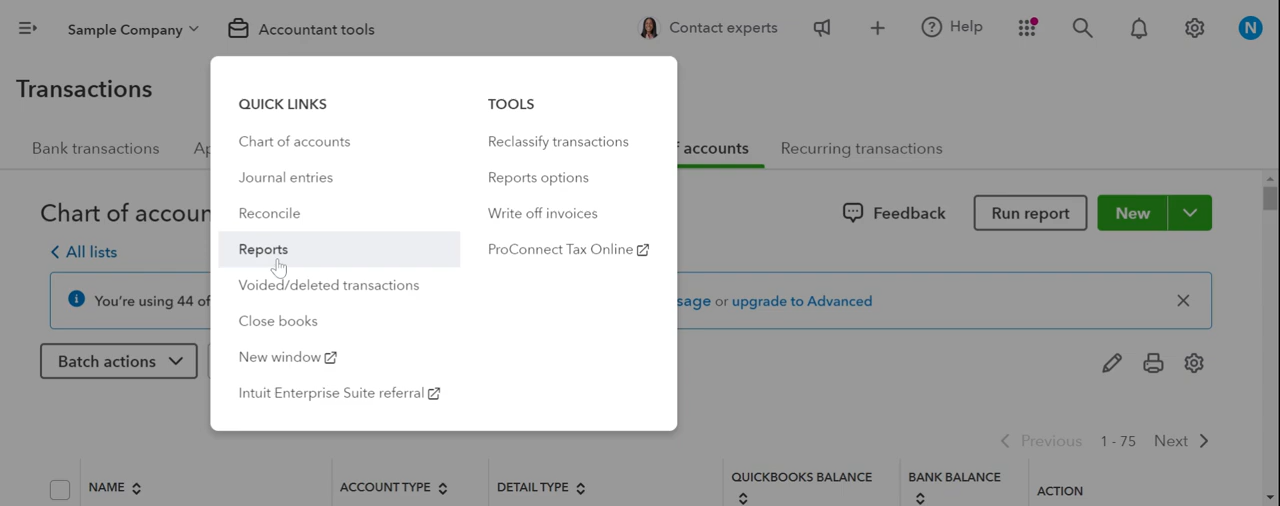 Sample Company
Accountant tools
Contact experts
Help
N
Transactions
QUICK LINKS
TOOLS
Chart of accounts
Reclassify transactions
Bank transactions
accounts
Recurring transactions
Journal entries
Reports options
Chart of accoun
Reconcile
Write off invoices
Feedback
Run report
New
All lists
Reports
ProConnect Tax Online
Voided/deleted transactions
You're using 44 of
sage or upgrade to Advanced
Close books
Batch actions
New window
Intuit Enterprise Suite referral
Previous 1 - 75 Next
NAME
ACCOUNT TYPE
DETAIL TYPE
QUICKBOOKS BALANCE
BANK BALANCE
ACTION